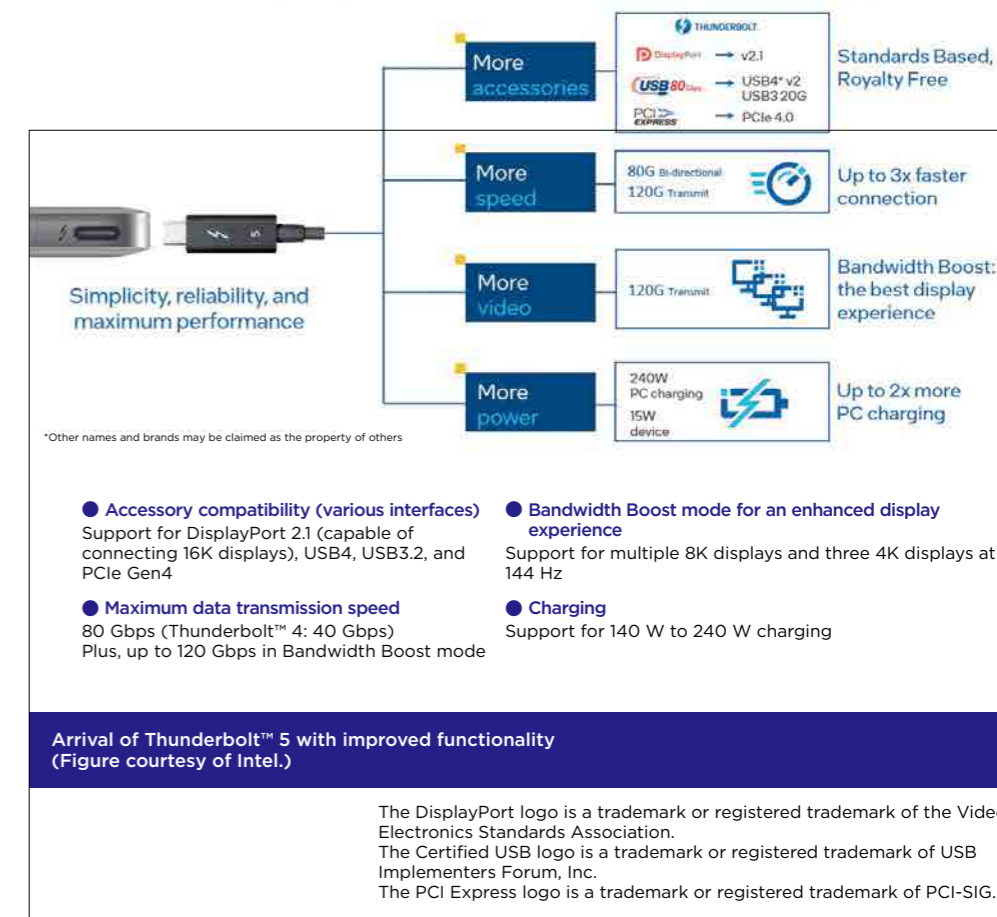 More
accessories
THUNDERBOLT
DisplayPort → v2.1
USB 80Gbps → USB4* v2
USB3 20G
PCI EXPRESS → PCIe 4.0
Standards Based,
Royalty Free
More
speed
80G Bi-directional
120G Transmit
Up to 3x faster
connection
5
Simplicity, reliability, and
maximum performance
More
video
120G Transmit
Bandwidth Boost:
the best display
experience
More
power
240W
PC charging
15W
device
Up to 2x more
PC charging
*Other names and brands may be claimed as the property of others
● Accessory compatibility (various interfaces)
Support for DisplayPort 2.1 (capable of
connecting 16K displays), USB4, USB3.2, and
PCIe Gen4
● Maximum data transmission speed
80 Gbps (Thunderbolt™ 4: 40 Gbps)
Plus, up to 120 Gbps in Bandwidth Boost mode
● Bandwidth Boost mode for an enhanced display
experience
Support for multiple 8K displays and three 4K displays at
144 Hz
● Charging
Support for 140 W to 240 W charging
Arrival of Thunderbolt™ 5 with improved functionality
(Figure courtesy of Intel.)
The DisplayPort logo is a trademark or registered trademark of the Vide
Electronics Standards Association.
The Certified USB logo is a trademark or registered trademark of USB
Implementers Forum, Inc.
The PCI Express logo is a trademark or registered trademark of PCI-SIG.